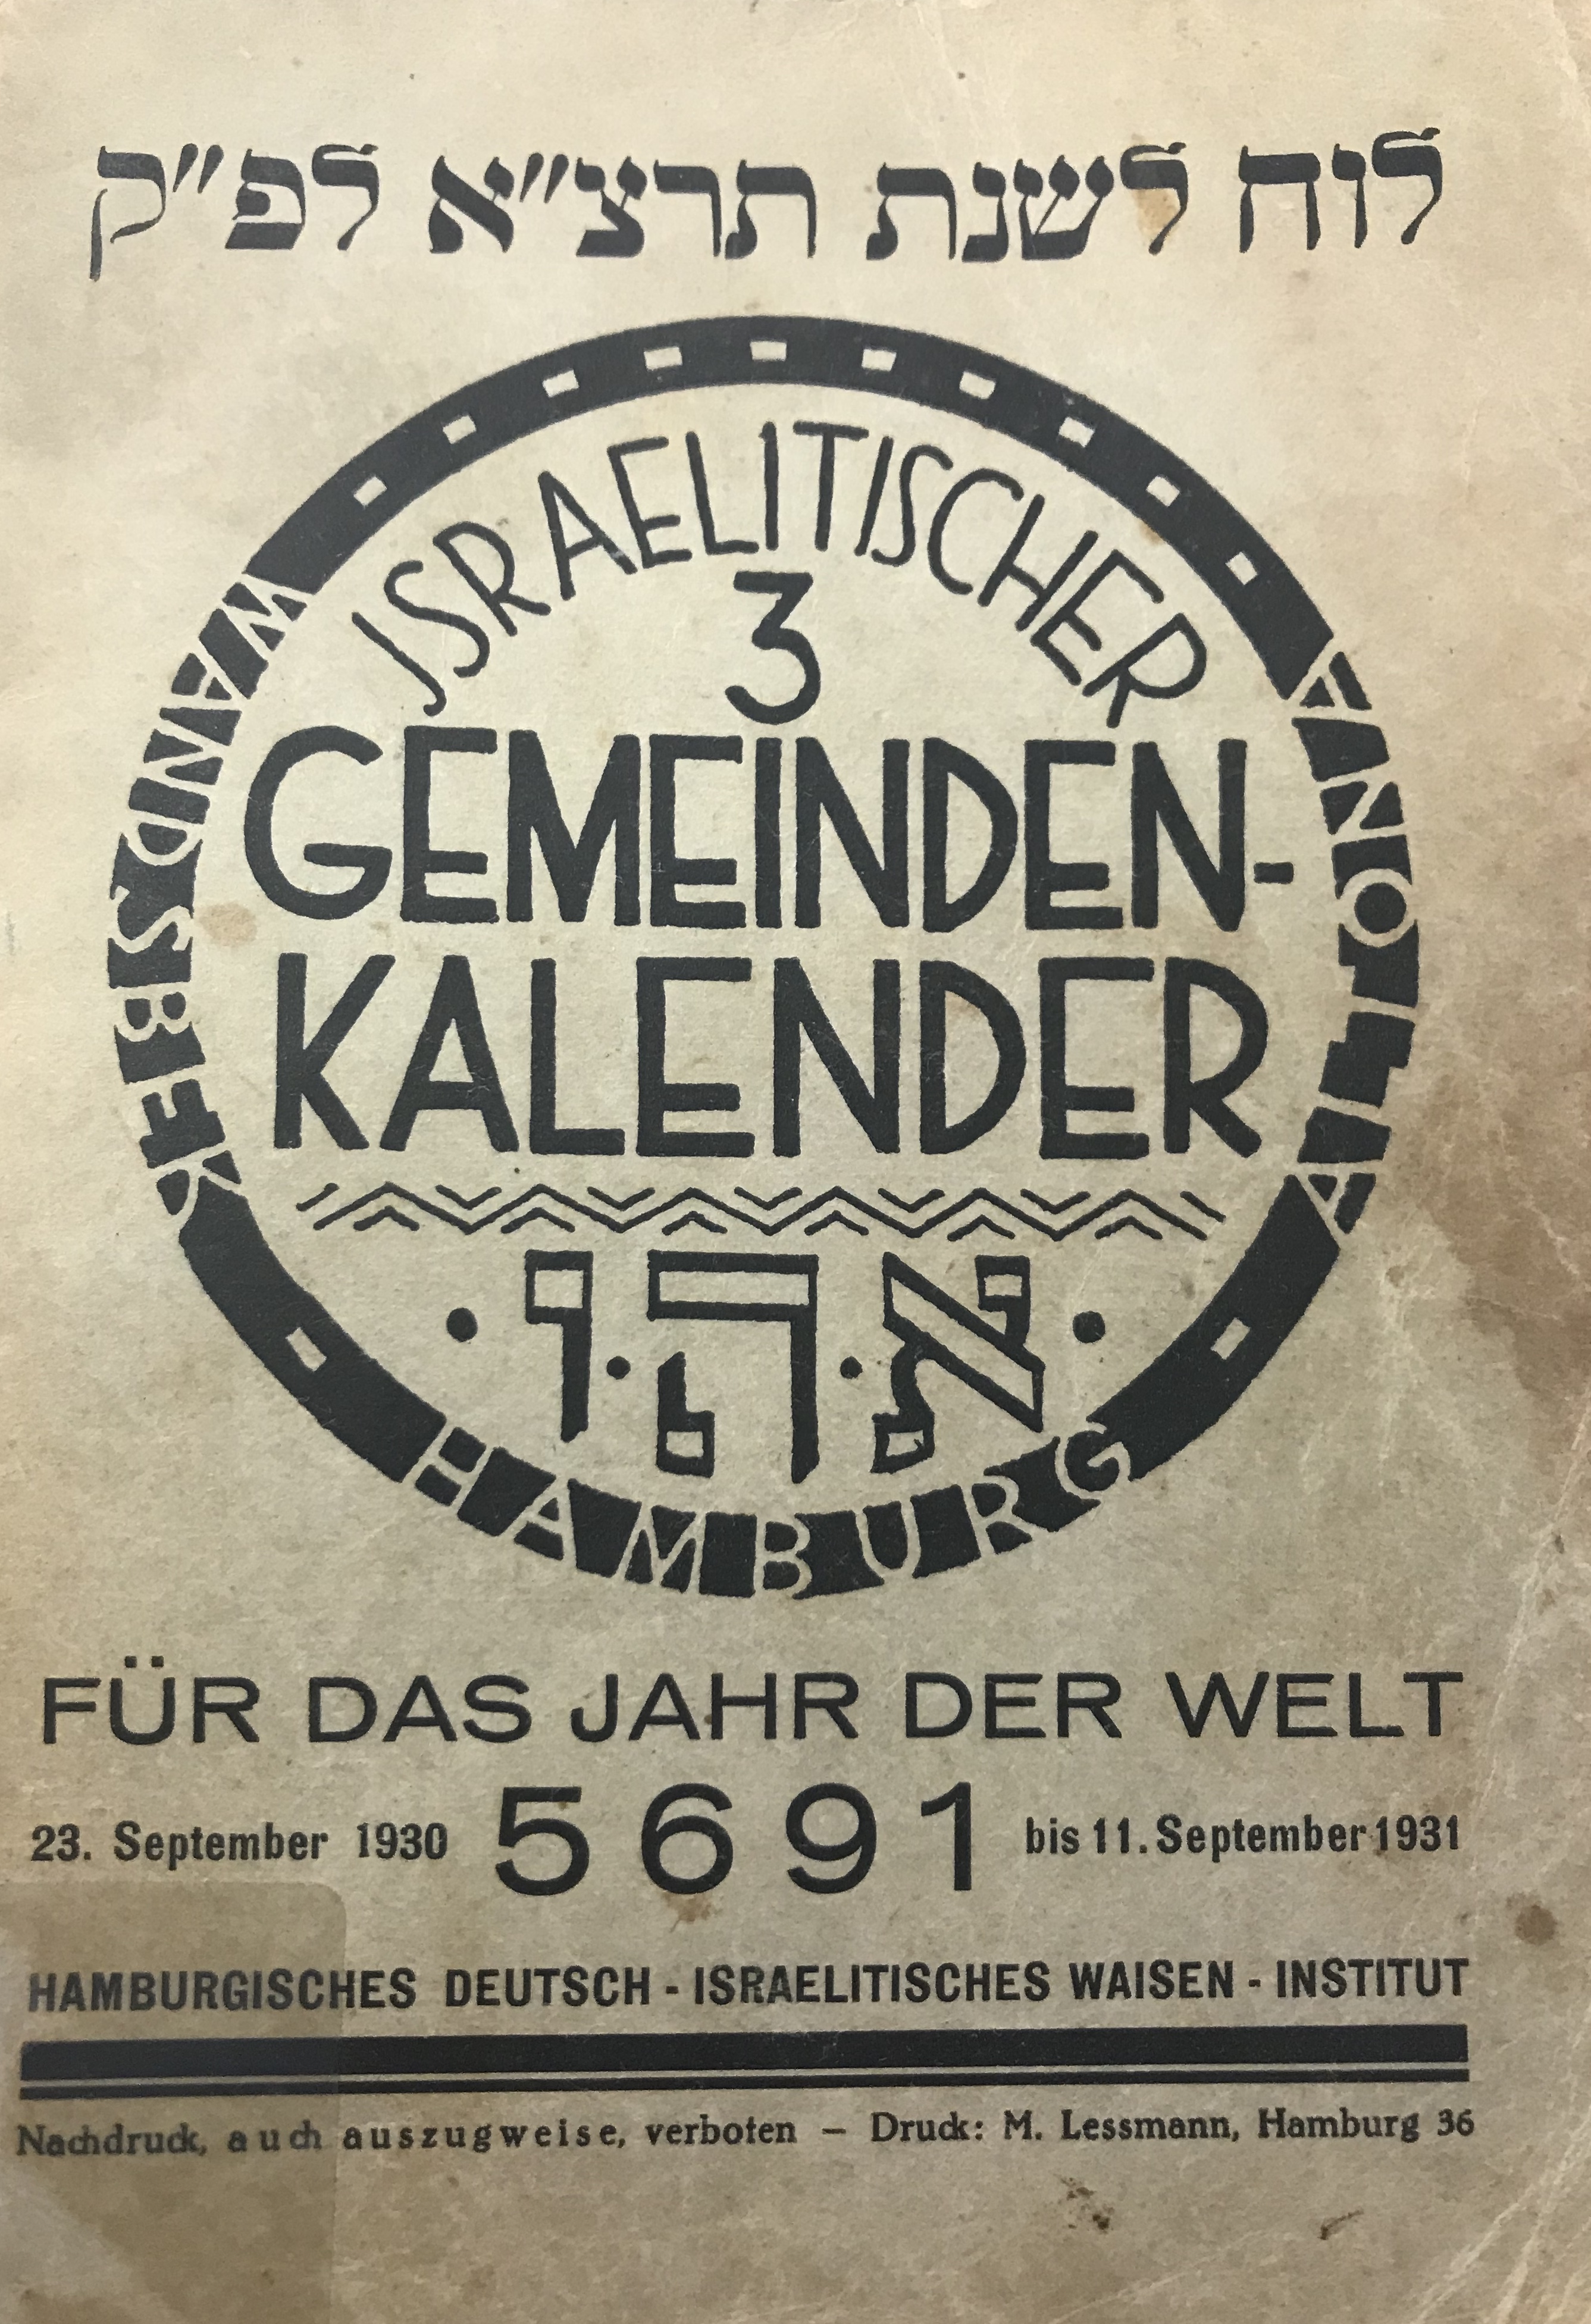 לוח לשנת תרצ״א לפ״ק
ISRAELITISCHER
3
GEMEINDEN-
KALENDER
א·ה·ו
WANDSBEK
ALTONA
HAMBURG
FÜR DAS JAHR DER WELT
23. September 1930 5691 bis 11. September 1931
HAMBURGISCHES DEUTSCH - ISRAELITISCHES WAISEN - INSTITUT
Nachdruck, auch auszugweise, verboten – Druck: M. Lessmann, Hamburg 36